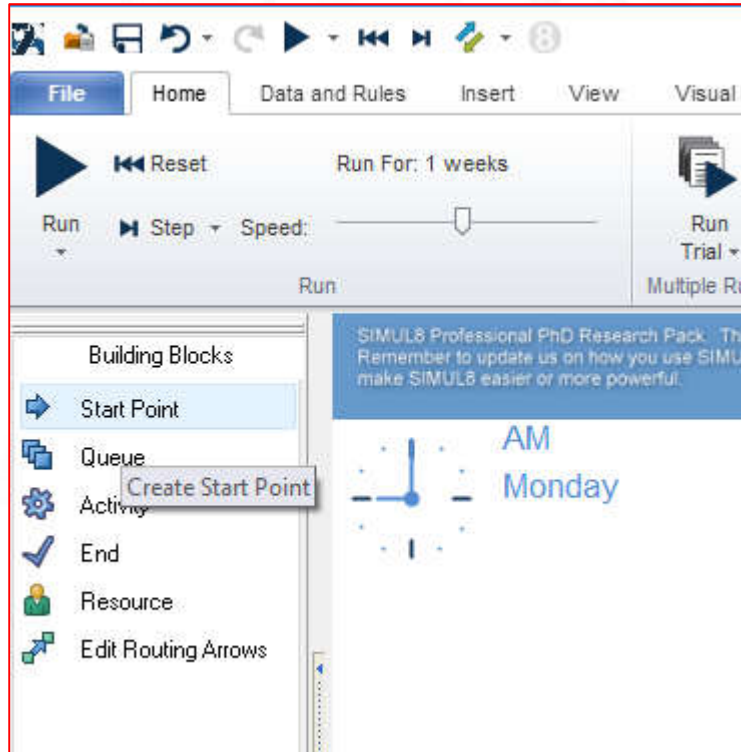 8
File Home Data and Rules Insert View Visual
Reset Run For: 1 weeks
Run Step Speed: Run
Trial
Run Multiple Ru
Building Blocks
Start Point
Queue
Create Start Point
Activity
End
Resource
Edit Routing Arrows
SIMUL8 Professional PhD Research Pack. Th
Remember to update us on how you use SIMU
make SIMUL8 easier or more powerful.
AM
Monday